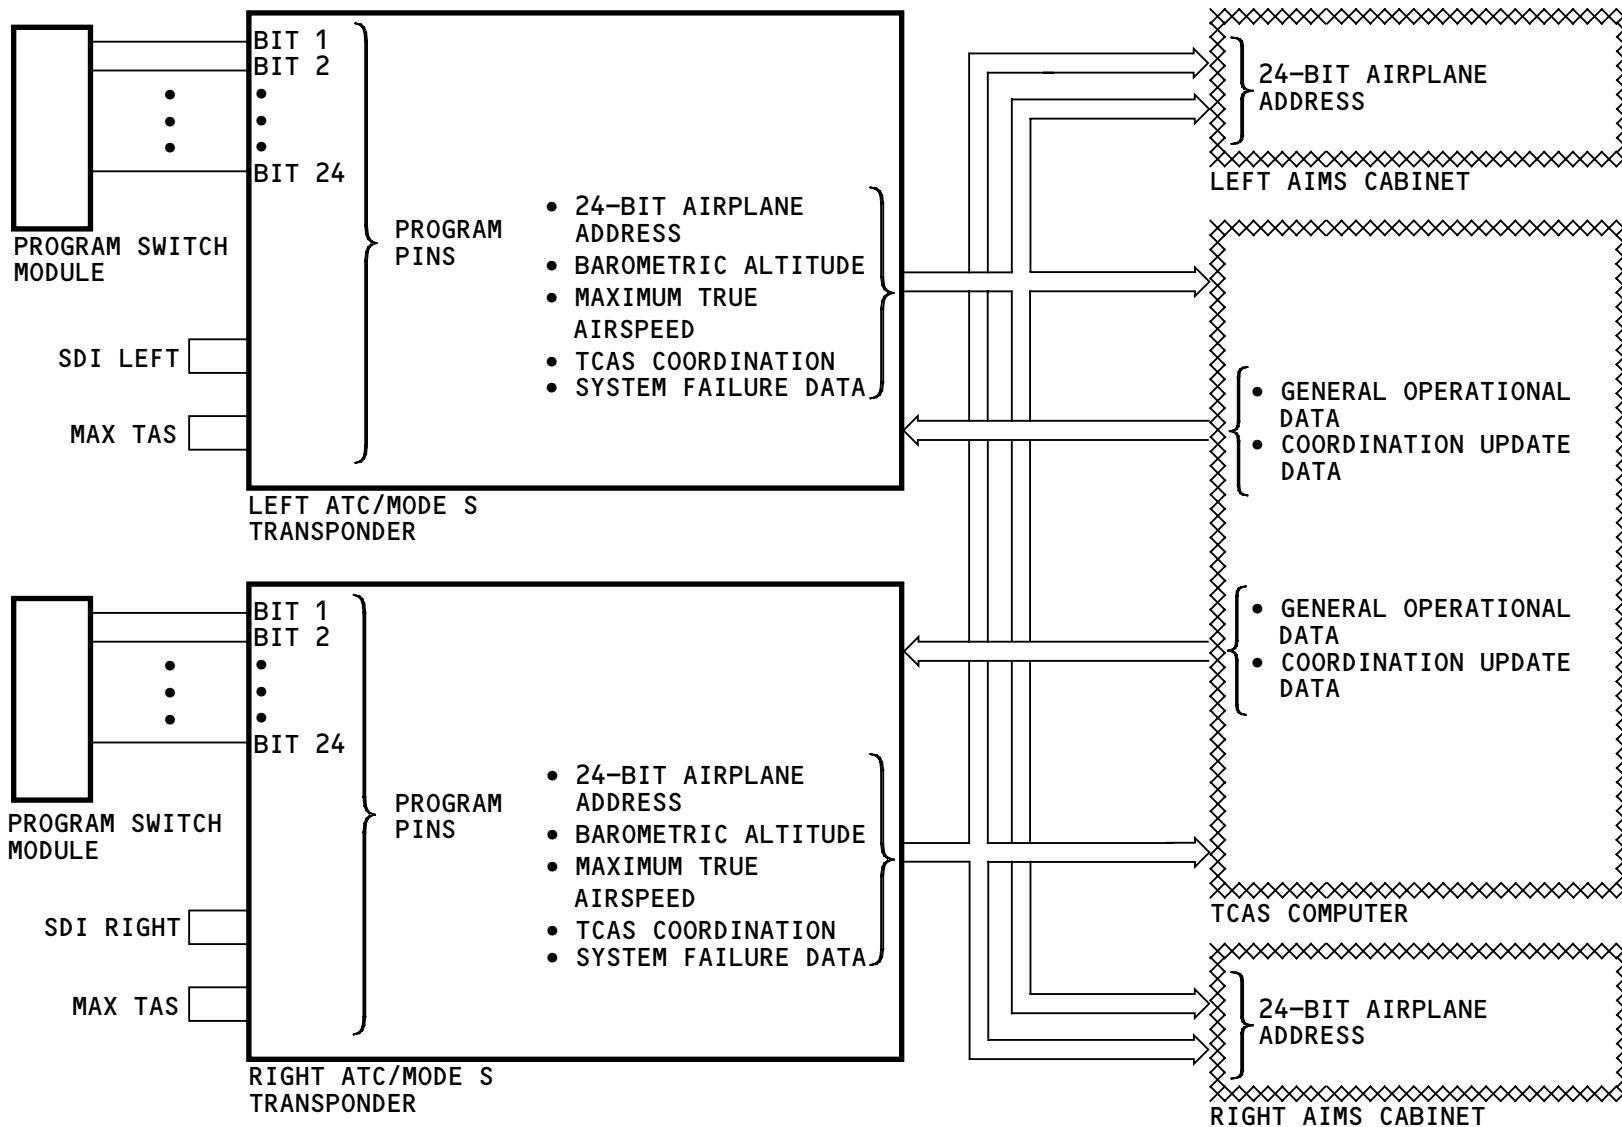 BIT 1
BIT 2
BIT 24
PROGRAM SWITCH
MODULE
SDI LEFT
MAX TAS
PROGRAM
PINS
• 24-BIT AIRPLANE
ADDRESS
• BAROMETRIC ALTITUDE
• MAXIMUM TRUE
AIRSPEED
• TCAS COORDINATION
• SYSTEM FAILURE DATA
LEFT ATC/MODE S
TRANSPONDER
24-BIT AIRPLANE
ADDRESS
LEFT AIMS CABINET
• GENERAL OPERATIONAL
DATA
• COORDINATION UPDATE
DATA
• GENERAL OPERATIONAL
DATA
• COORDINATION UPDATE
DATA
TCAS COMPUTER
BIT 1
BIT 2
BIT 24
PROGRAM SWITCH
MODULE
SDI RIGHT
MAX TAS
PROGRAM
PINS
• 24-BIT AIRPLANE
ADDRESS
• BAROMETRIC ALTITUDE
• MAXIMUM TRUE
AIRSPEED
• TCAS COORDINATION
• SYSTEM FAILURE DATA
RIGHT ATC/MODE S
TRANSPONDER
24-BIT AIRPLANE
ADDRESS
RIGHT AIMS CABINET